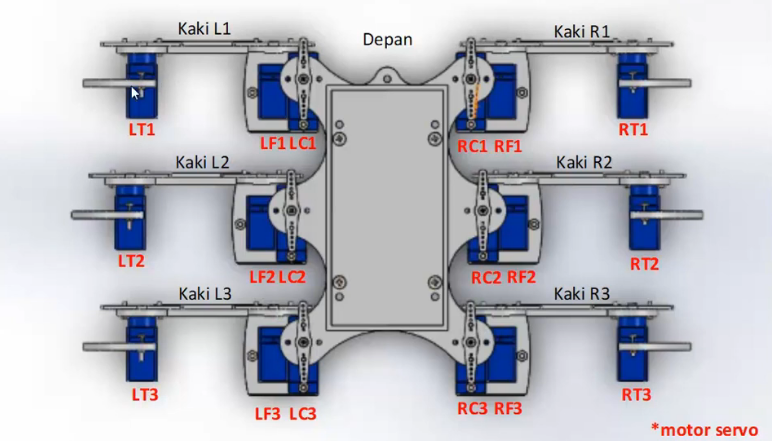 Kaki L1
Depan
Kaki R1
LT1
LF1 LC1
RC1 RF1
RT1
Kaki L2
Kaki R2
LT2
LF2 LC2
RC2 RF2
RT2
Kaki L3
Kaki R3
LT3
LF3 LC3
RC3 RF3
RT3
*motor servo